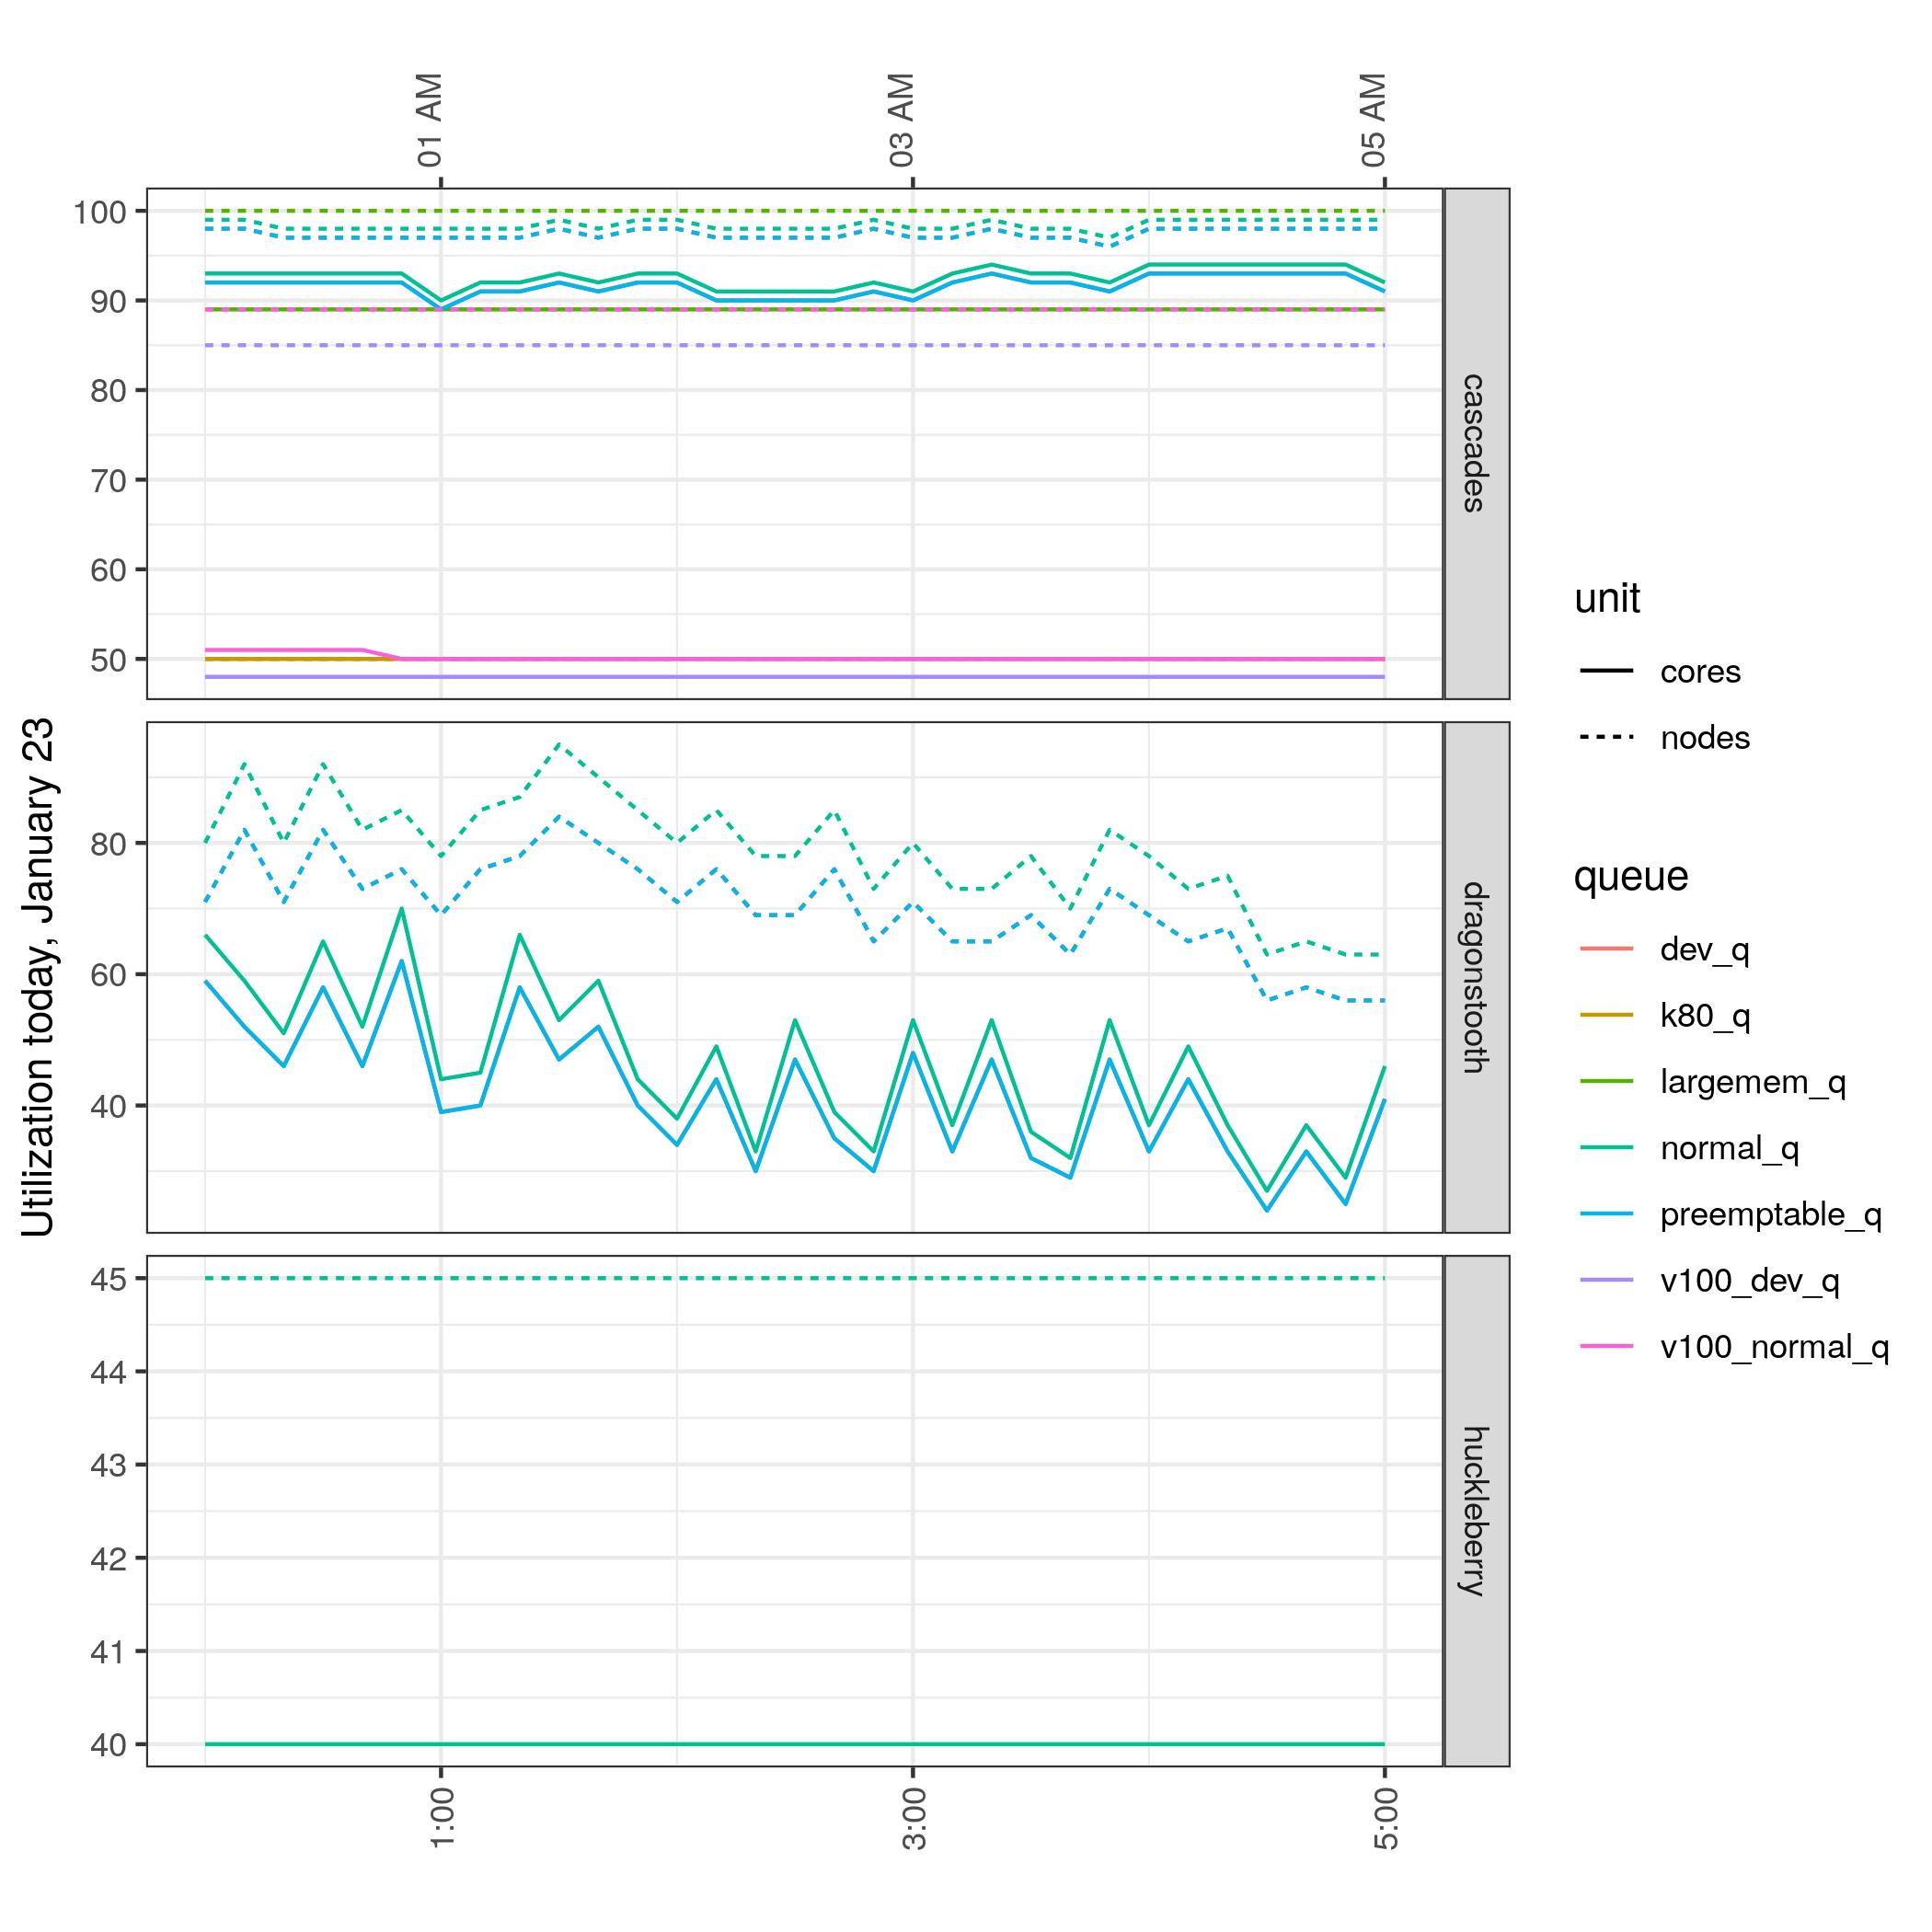 01 AM
03 AM
05 AM
100
90
80
70
60
50
cascades
Utilization today, January 23
80
60
40
dragonstooth
45
44
43
42
41
40
huckleberry
1:00
3:00
5:00
unit
cores
nodes
queue
dev_q
k80_q
largemem_q
normal_q
preemptable_q
v100_dev_q
v100_normal_q